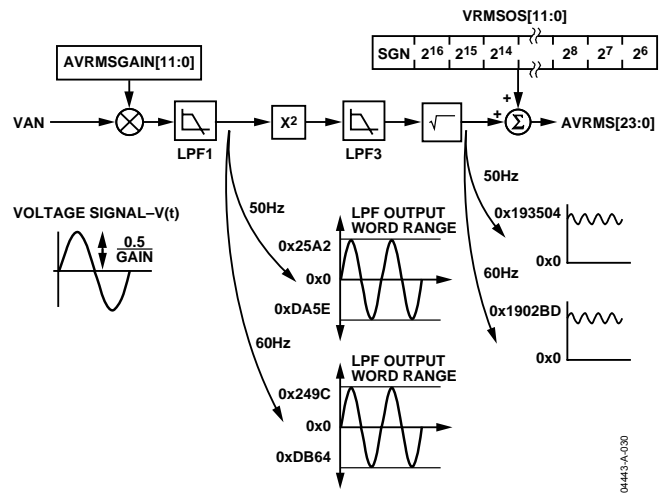 VRMSOS[11:0]
SGN 2¹⁶ 2¹⁵ 2¹⁴ 2⁸ 2⁷ 2⁶
AVRMSGAIN[11:0]
VAN
LPF1
X²
LPF3
√
+
+
Σ
AVRMS[23:0]
VOLTAGE SIGNAL–V(t)
0.5
GAIN
50Hz
LPF OUTPUT
WORD RANGE
0x25A2
0x0
0xDA5E
60Hz
LPF OUTPUT
WORD RANGE
0x249C
0x0
0xDB64
50Hz
0x193504
0x0
60Hz
0x1902BD
0x0
04443-A-030